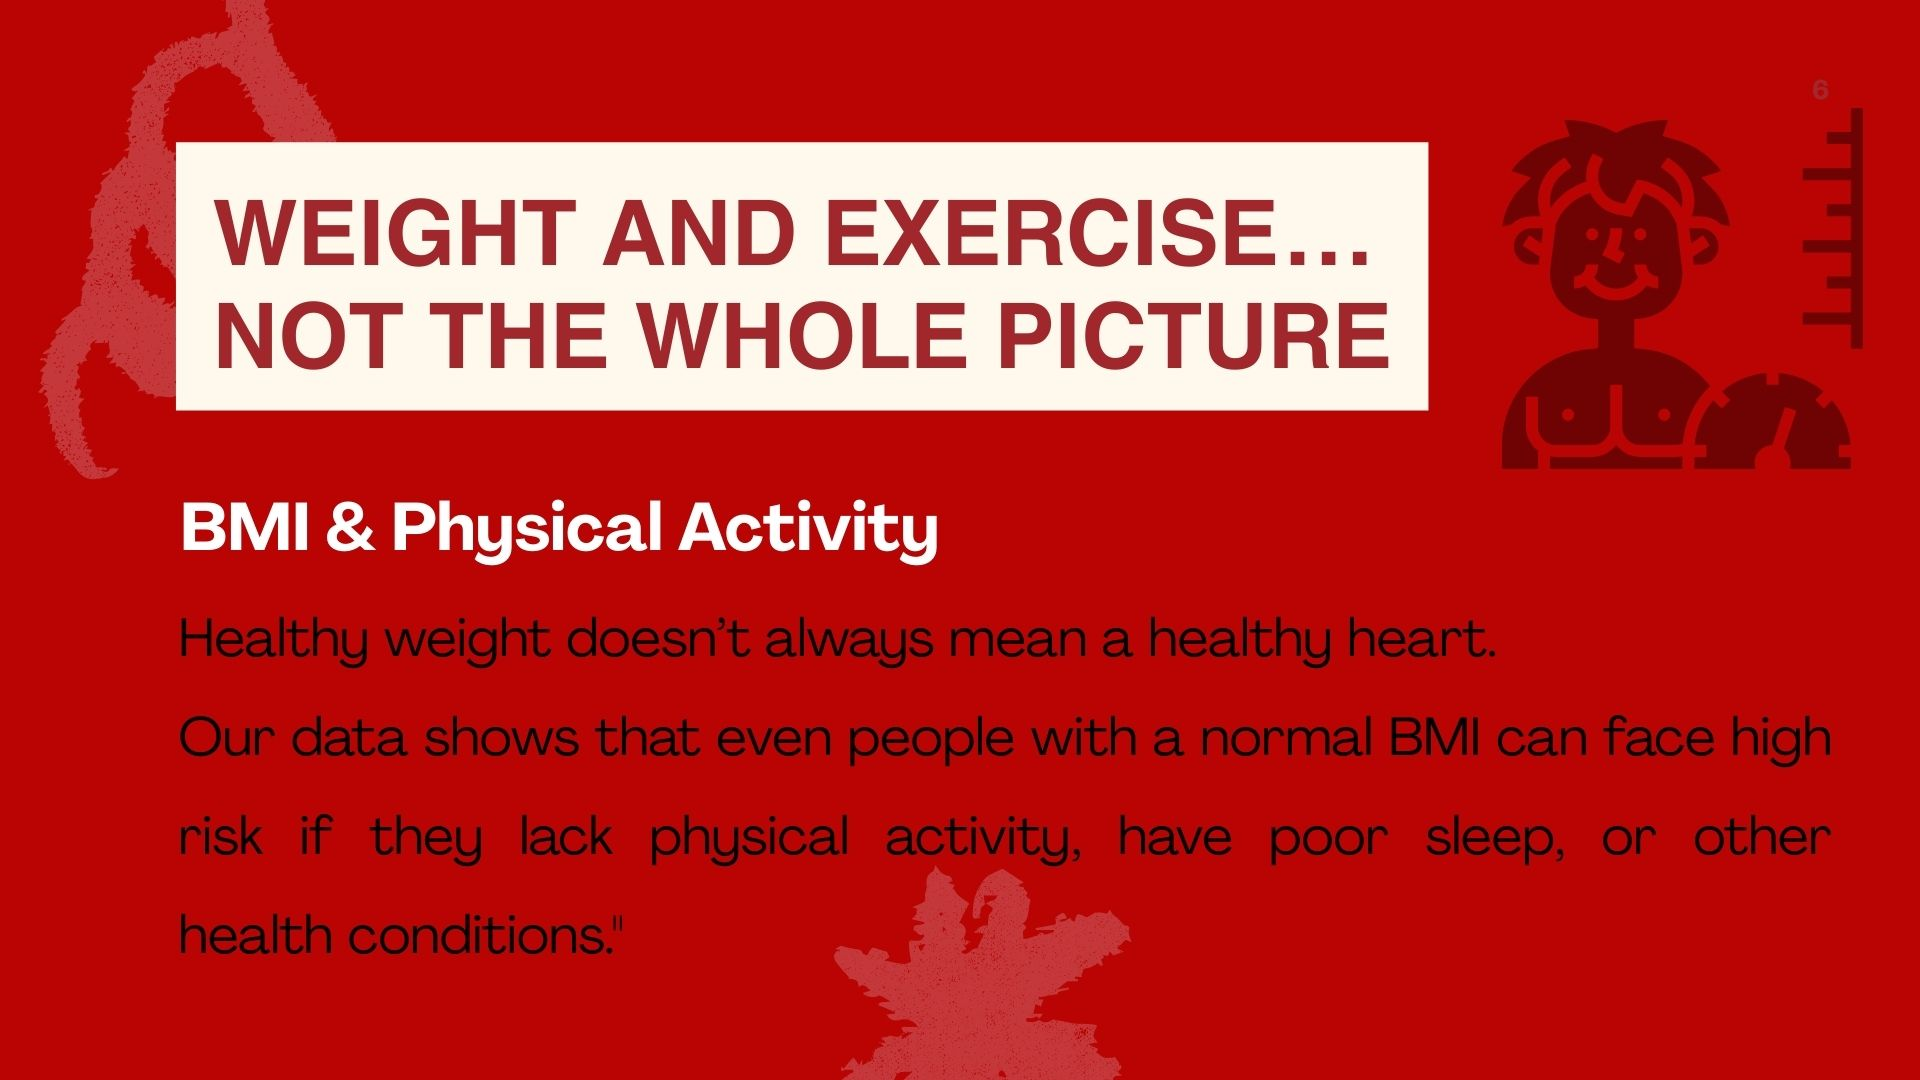 6
WEIGHT AND EXERCISE...
NOT THE WHOLE PICTURE
BMI & Physical Activity
Healthy weight doesn’t always mean a healthy heart.
Our data shows that even people with a normal BMI can face high
risk if they lack physical activity, have poor sleep, or other
health conditions."